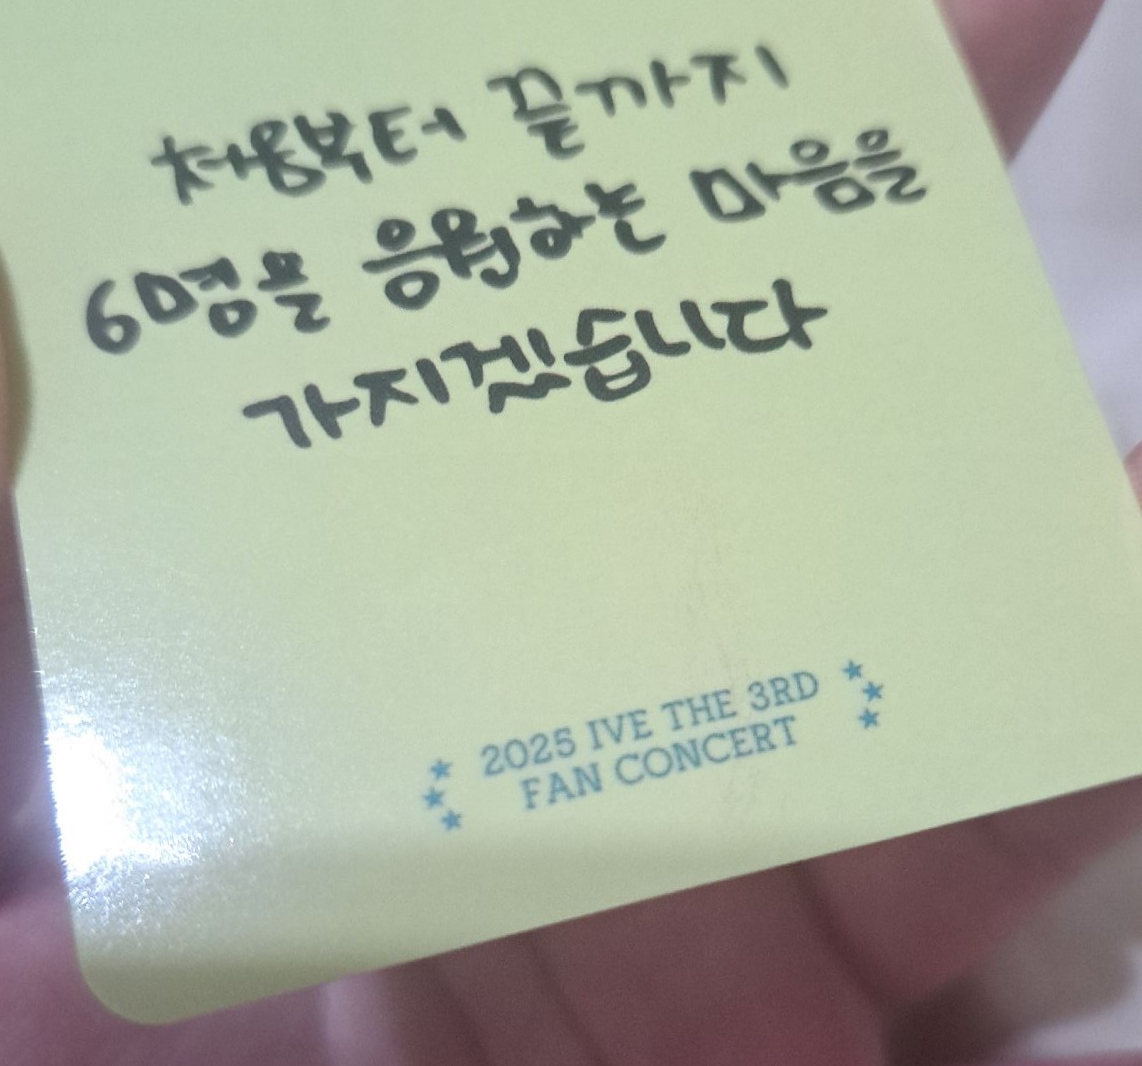 처음부터 끝까지
6명을 응원하는 마음을
가지겠습니다
2025 IVE THE 3RD
FAN CONCERT